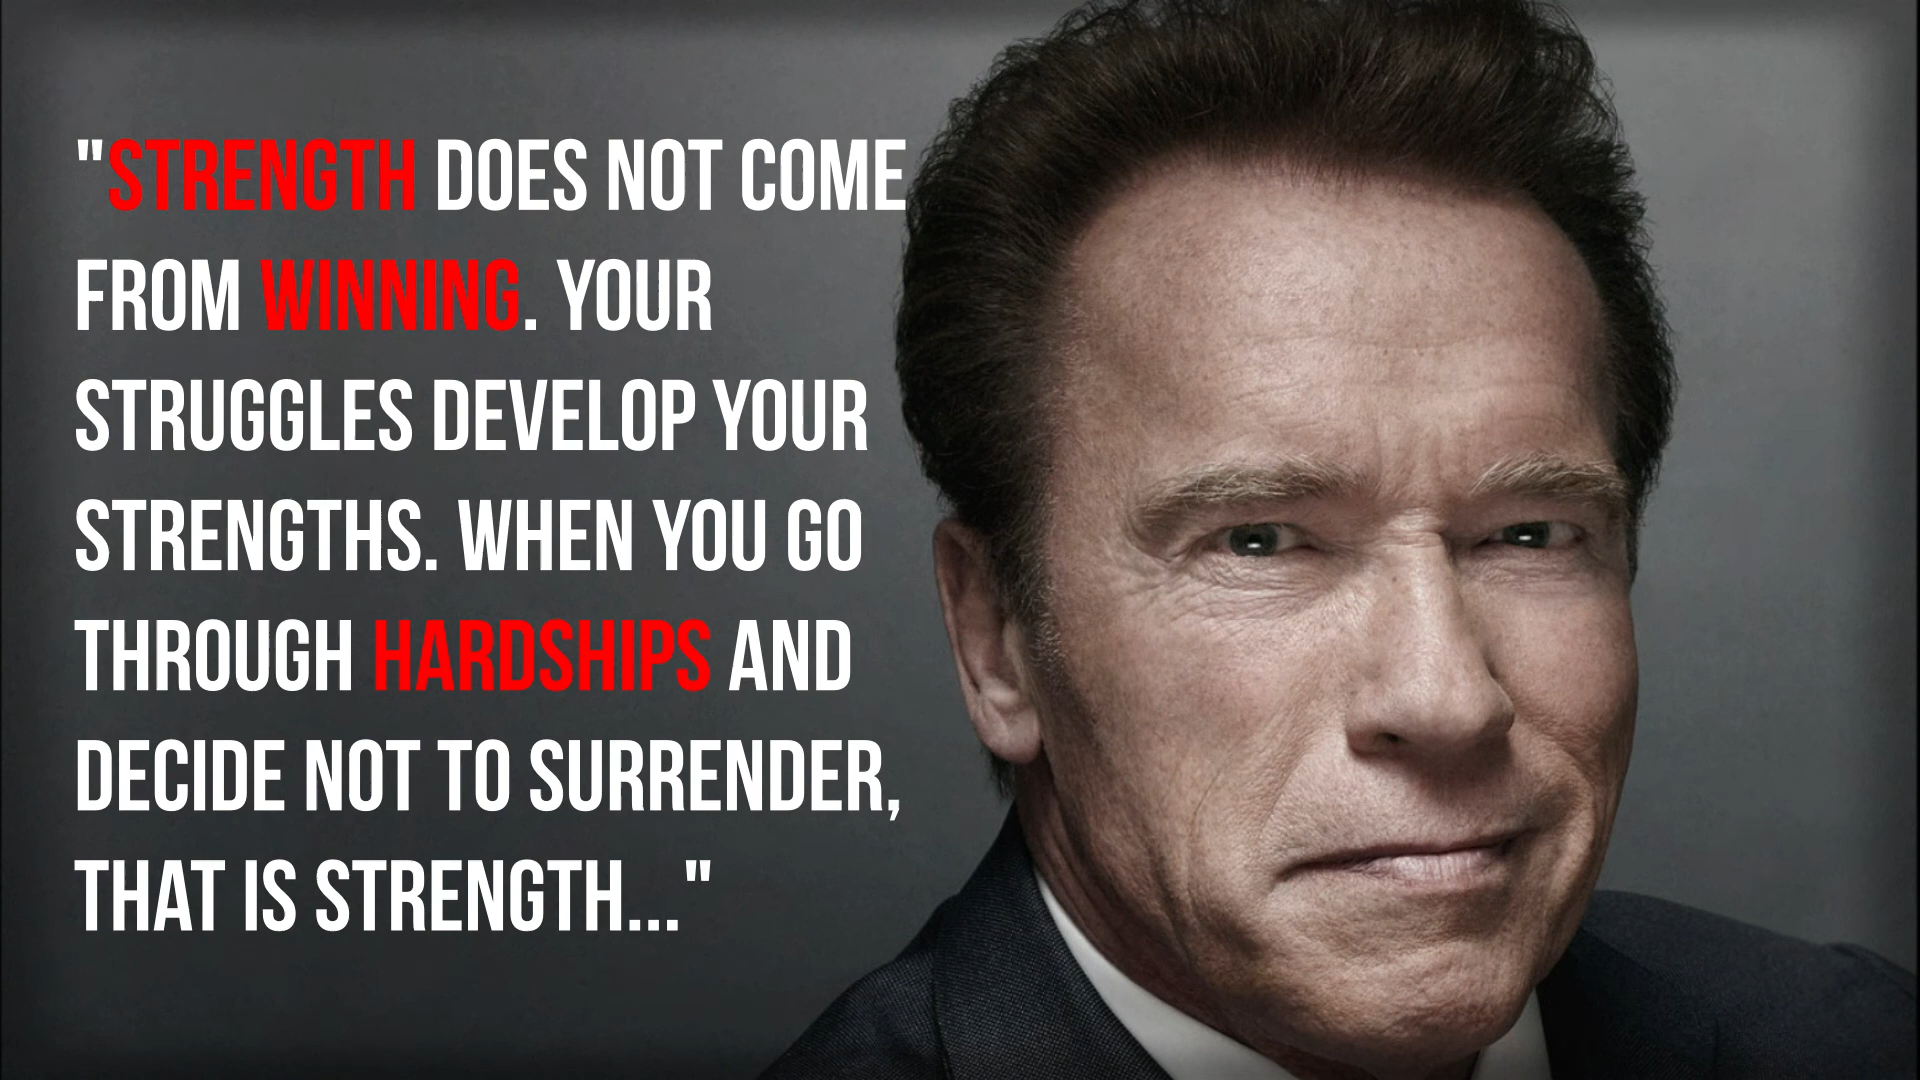 "STRENGTH DOES NOT COME
FROM WINNING. YOUR
STRUGGLES DEVELOP YOUR
STRENGTHS. WHEN YOU GO
THROUGH HARDSHIPS AND
DECIDE NOT TO SURRENDER,
THAT IS STRENGTH..."